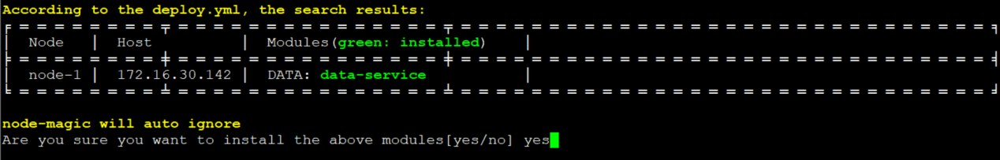 According to the deploy.yml, the search results:
| Node | Host | Modules(green: installed) |
| node-1 | 172.16.30.142 | DATA: data-service |
node-magic will auto ignore
Are you sure you want to install the above modules[yes/no] yes